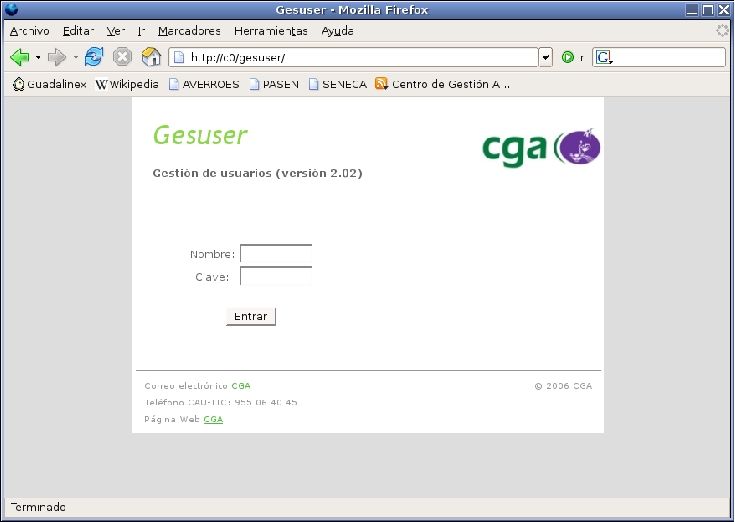 Gesuser - Mozilla Firefox
Archivo Editar Ver Ir Marcadores Herramientas Ayuda
http://c0/gesuser/ Ir G
Guadalinex Wikipedia AVERROES PASEN SENECA Centro de Gestión A...
Gesuser
cga
Gestión de usuarios (versión 2.02)
Nombre:
Clave:
Entrar
Correo electrónico CGA © 2006 CGA
Teléfono CAU-TIC: 955 06 40 45
Página Web CGA
Terminado